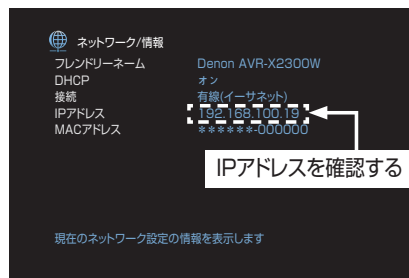 ネットワーク/情報
フレンドリーネーム Denon AVR-X2300W
DHCP オン
接続 有線(イーサネット)
IPアドレス 192.168.100.19
MACアドレス ******-000000
IPアドレスを確認する
現在のネットワーク設定の情報を表示します